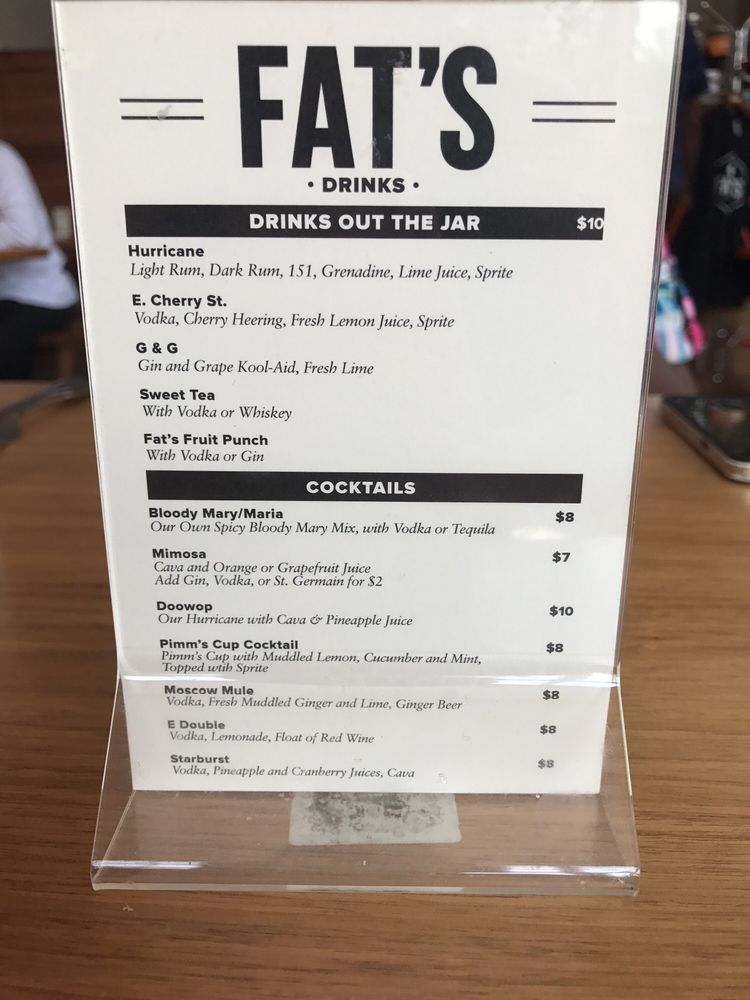 FAT'S
• DRINKS •
DRINKS OUT THE JAR $10
Hurricane
Light Rum, Dark Rum, 151, Grenadine, Lime Juice, Sprite
E. Cherry St.
Vodka, Cherry Heering, Fresh Lemon Juice, Sprite
G & G
Gin and Grape Kool-Aid, Fresh Lime
Sweet Tea
With Vodka or Whiskey
Fat's Fruit Punch
With Vodka or Gin
COCKTAILS
Bloody Mary/Maria $8
Our Own Spicy Bloody Mary Mix, with Vodka or Tequila
Mimosa $7
Cava and Orange or Grapefruit Juice
Add Gin, Vodka, or St. Germain for $2
Doowop $10
Our Hurricane with Cava & Pineapple Juice
Pimm's Cup Cocktail $8
Pimm's Cup with Muddled Lemon, Cucumber and Mint,
Topped wtih Sprite
Moscow Mule $8
Vodka, Fresh Muddled Ginger and Lime, Ginger Beer
E Double $8
Vodka, Lemonade, Float of Red Wine
Starburst $8
Vodka, Pineapple and Cranberry Juices, Cava